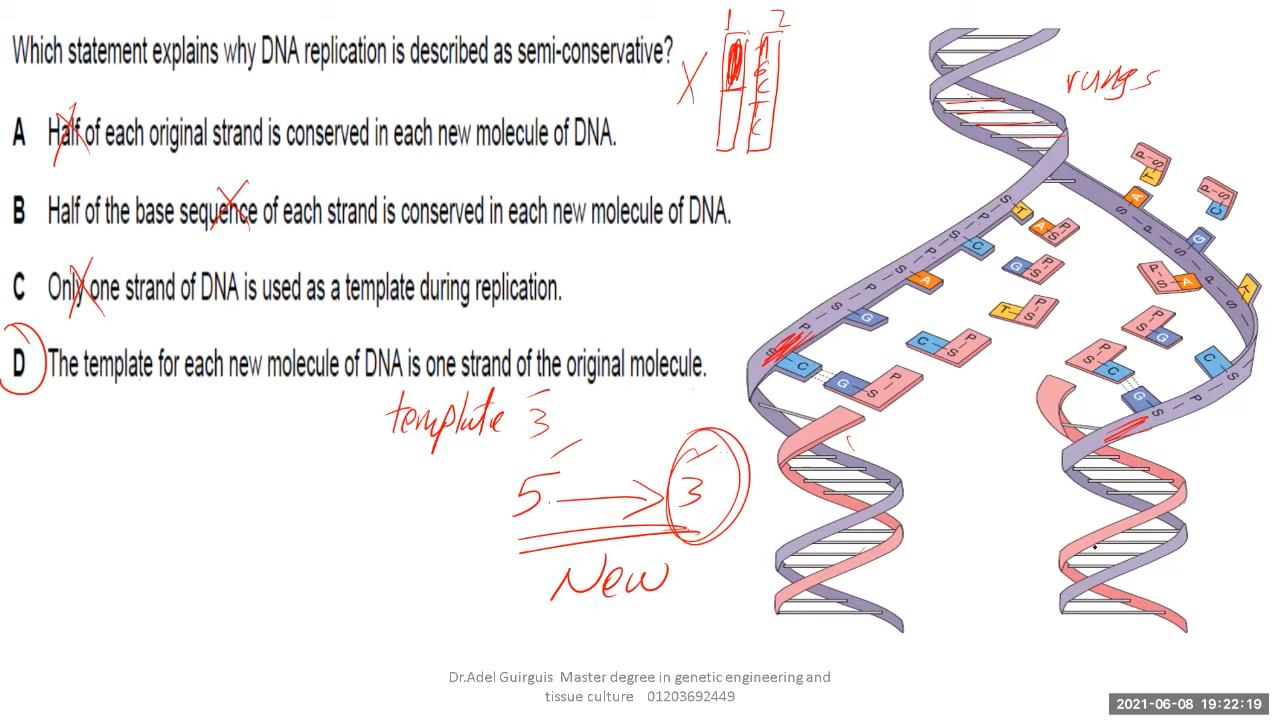 Which statement explains why DNA replication is described as semi-conservative?
A Half of each original strand is conserved in each new molecule of DNA.
B Half of the base sequence of each strand is conserved in each new molecule of DNA.
C Only one strand of DNA is used as a template during replication.
D The template for each new molecule of DNA is one strand of the original molecule.
1 2
X
rungs
template 3
5 3
New
T A P S
C
G P S
A
T P S
G
C P S
C G P S
T P S
A
C P S
G
P S A
T
P S G
P S C
C
G
S P S P S P S P S P S
S P S P S P S P S
Dr.Adel Guirguis Master degree in genetic engineering and
tissue culture 01203692449
2021-06-08 19:22:19